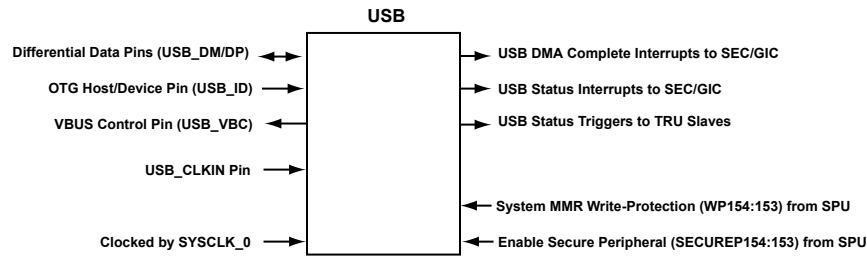 USB
Differential Data Pins (USB_DM/DP)
OTG Host/Device Pin (USB_ID)
VBUS Control Pin (USB_VBC)
USB_CLKIN Pin
Clocked by SYSCLK_0
USB DMA Complete Interrupts to SEC/GIC
USB Status Interrupts to SEC/GIC
USB Status Triggers to TRU Slaves
System MMR Write-Protection (WP154:153) from SPU
Enable Secure Peripheral (SECUREP154:153) from SPU